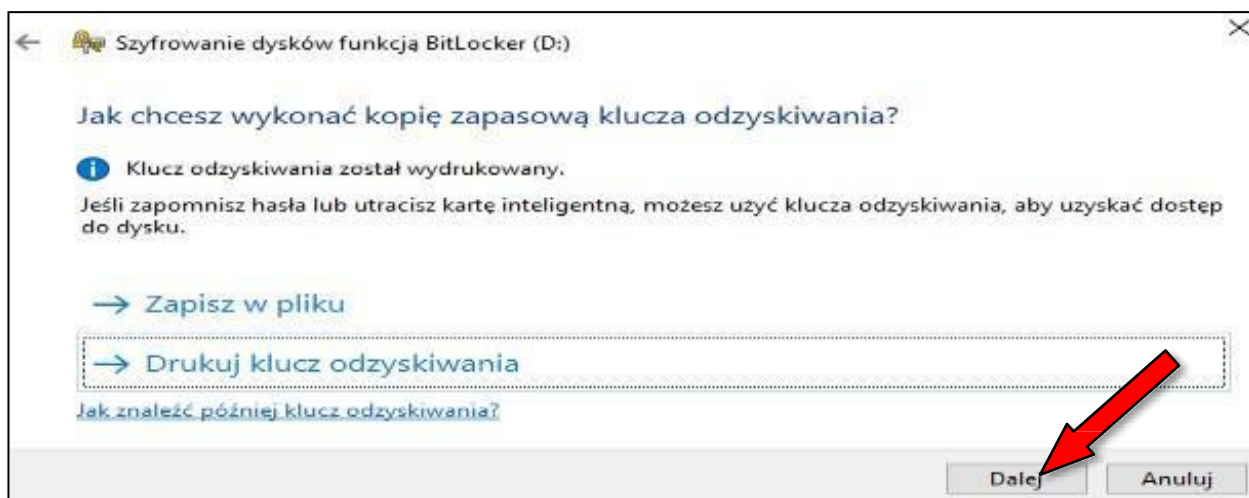 Szyfrowanie dysków funkcją BitLocker (D:)
Jak chcesz wykonać kopię zapasową klucza odzyskiwania?
Klucz odzyskiwania został wydrukowany.
Jeśli zapomnisz hasła lub utracisz kartę inteligentną, możesz użyć klucza odzyskiwania, aby uzyskać dostęp
do dysku.
Zapisz w pliku
Drukuj klucz odzyskiwania
Jak znaleźć później klucz odzyskiwania?
Dalej Anuluj